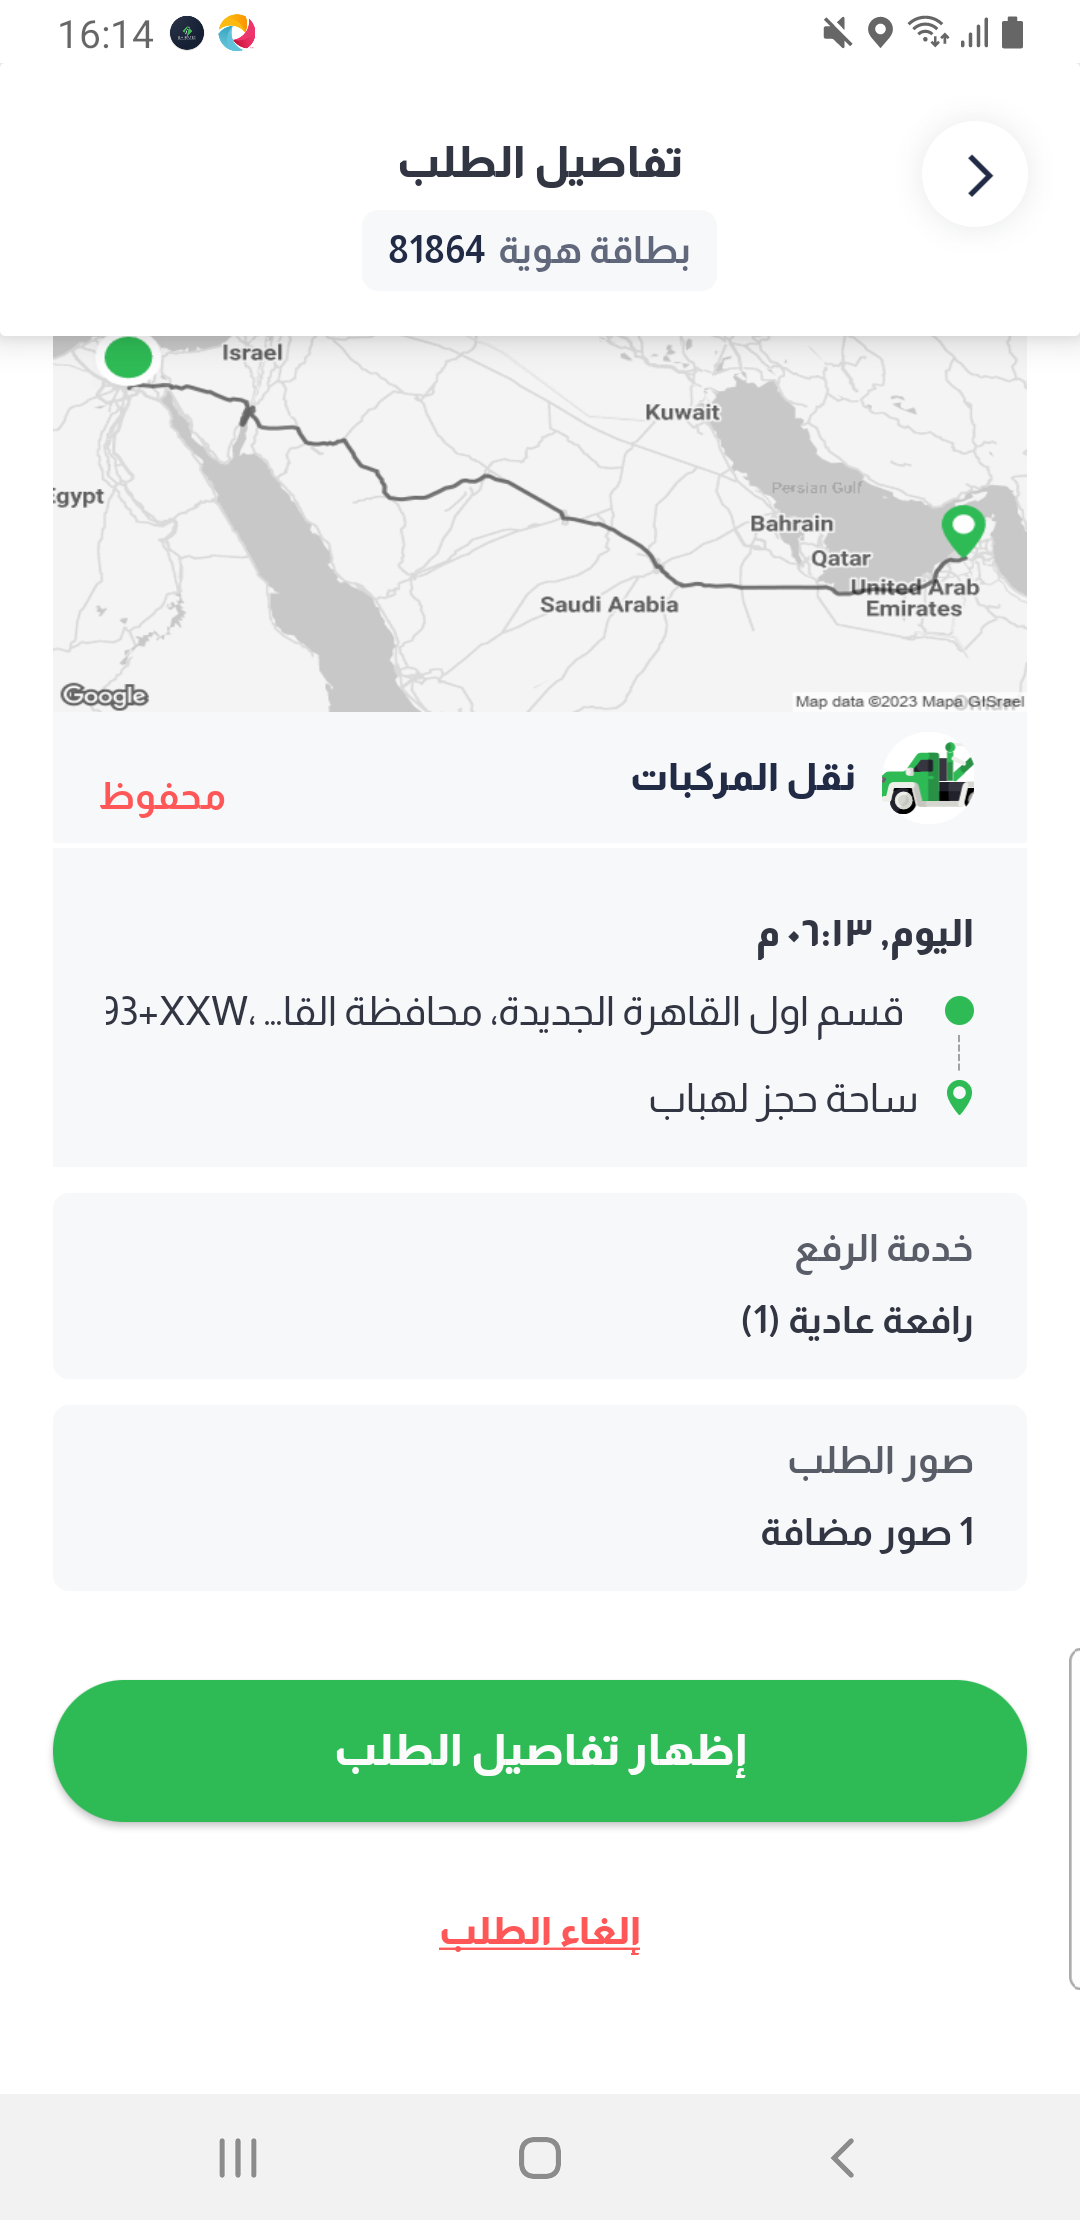 16:14
تفاصيل الطلب
بطاقة هوية 81864
Israel
Kuwait
Persian Gulf
Egypt
Bahrain
Qatar
United Arab
Emirates
Saudi Arabia
Google
Map data ©2023 Mapa GISrael
نقل المركبات
محفوظ
اليوم, ٠٦:١٣ م
قسم اول القاهرة الجديدة، محافظة القا... ،93+XXW
ساحة حجز لهباب
خدمة الرفع
رافعة عادية (1)
صور الطلب
1 صور مضافة
إظهار تفاصيل الطلب
إلغاء الطلب